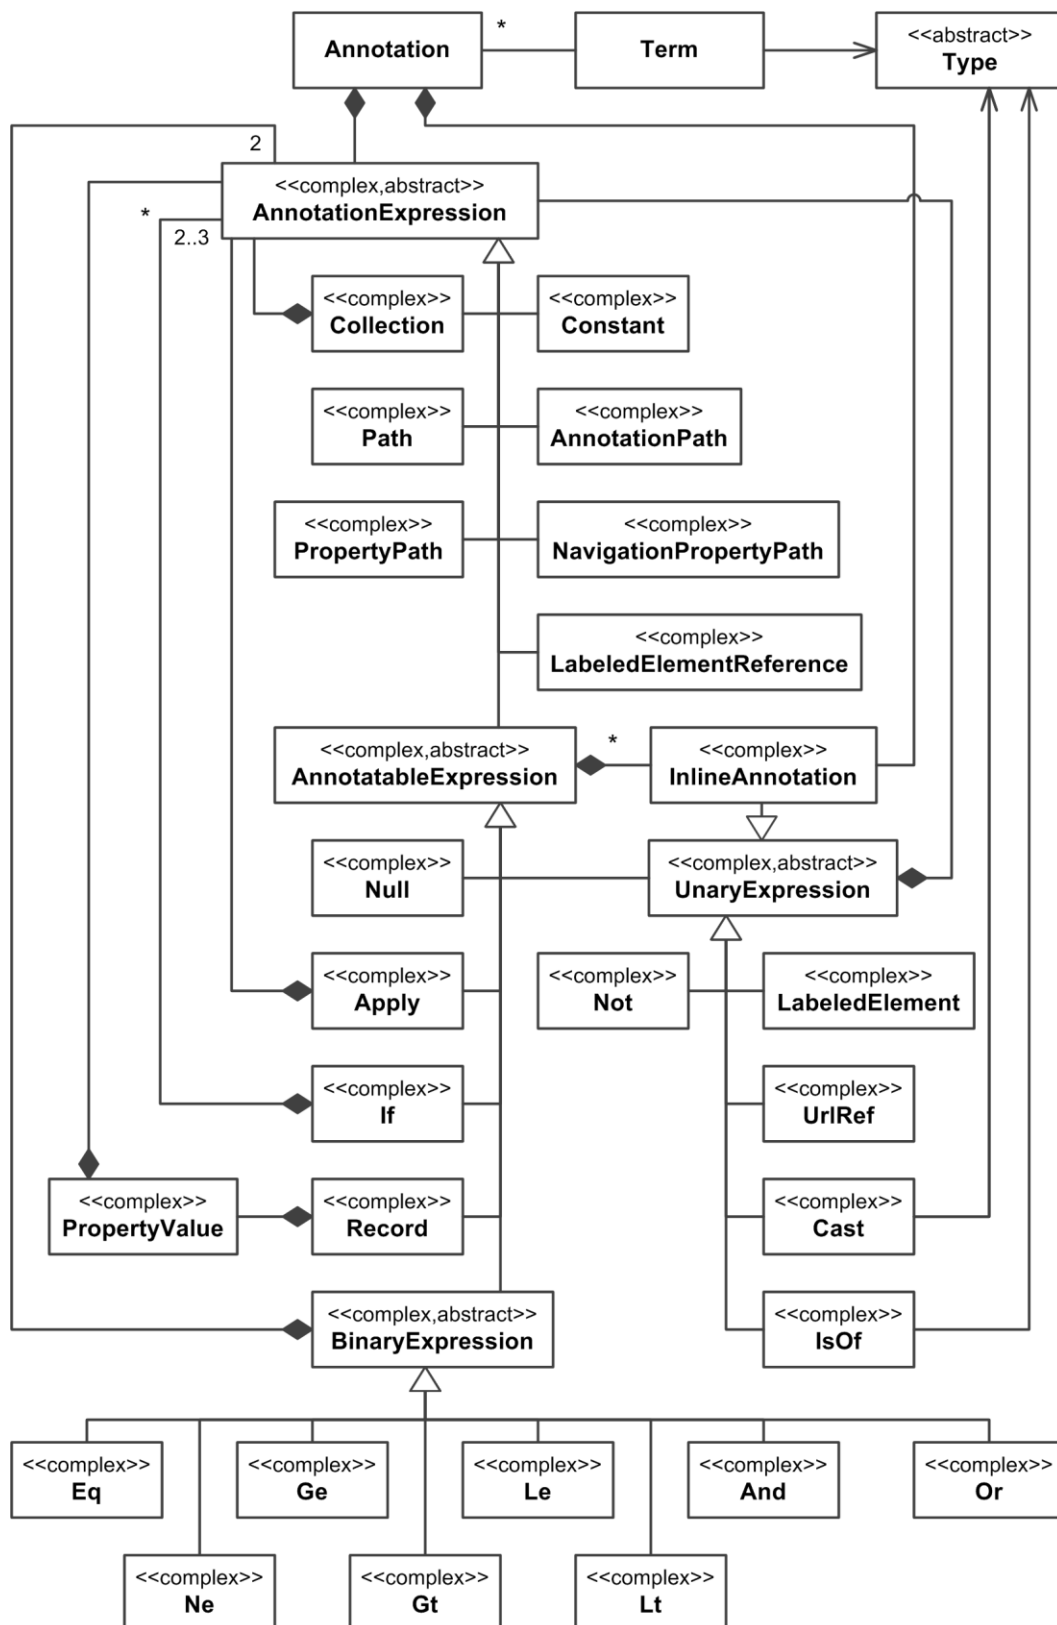 *
Annotation
Term
<<abstract>>
Type
2
<<complex,abstract>>
AnnotationExpression
*
2..3
<<complex>>
Collection
<<complex>>
Constant
<<complex>>
Path
<<complex>>
AnnotationPath
<<complex>>
PropertyPath
<<complex>>
NavigationPropertyPath
<<complex>>
LabeledElementReference
<<complex,abstract>>
AnnotatableExpression
*
<<complex>>
InlineAnnotation
<<complex>>
Null
<<complex,abstract>>
UnaryExpression
<<complex>>
Apply
<<complex>>
Not
<<complex>>
LabeledElement
<<complex>>
If
<<complex>>
UrlRef
<<complex>>
PropertyValue
<<complex>>
Record
<<complex>>
Cast
<<complex,abstract>>
BinaryExpression
<<complex>>
IsOf
<<complex>>
Eq
<<complex>>
Ge
<<complex>>
Le
<<complex>>
And
<<complex>>
Or
<<complex>>
Ne
<<complex>>
Gt
<<complex>>
Lt